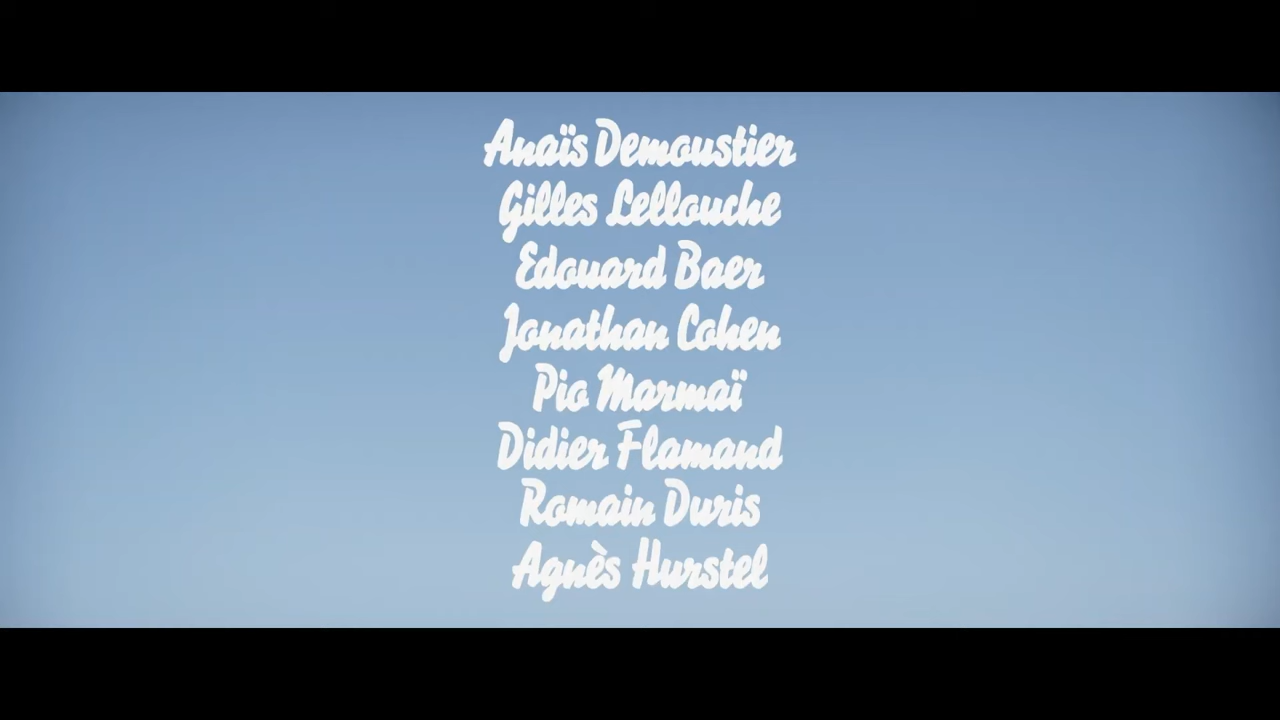 Anaïs Demoustier
Gilles Lellouche
Edouard Baer
Jonathan Cohen
Pio Marmaï
Didier Flamand
Romain Duris
Agnès Hurstel